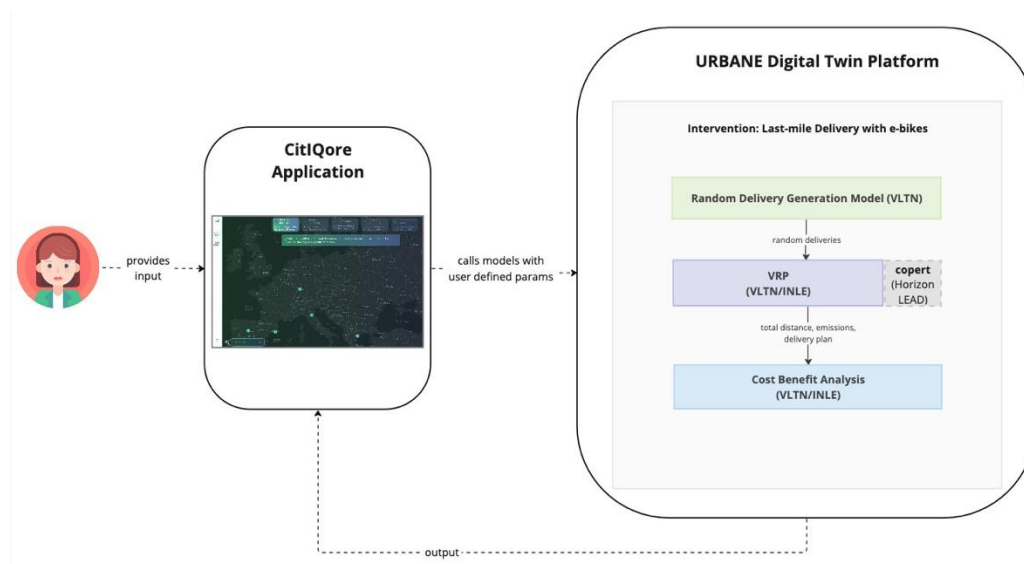 URBANE Digital Twin Platform
Intervention: Last-mile Delivery with e-bikes
CitIQore
Application
Random Delivery Generation Model (VLTN)
random deliveries
provides
input
calls models with
user defined params
VRP
(VLTN/INLE)
copert
(Horizon
LEAD)
total distance, emissions,
delivery plan
Cost Benefit Analysis
(VLTN/INLE)
output